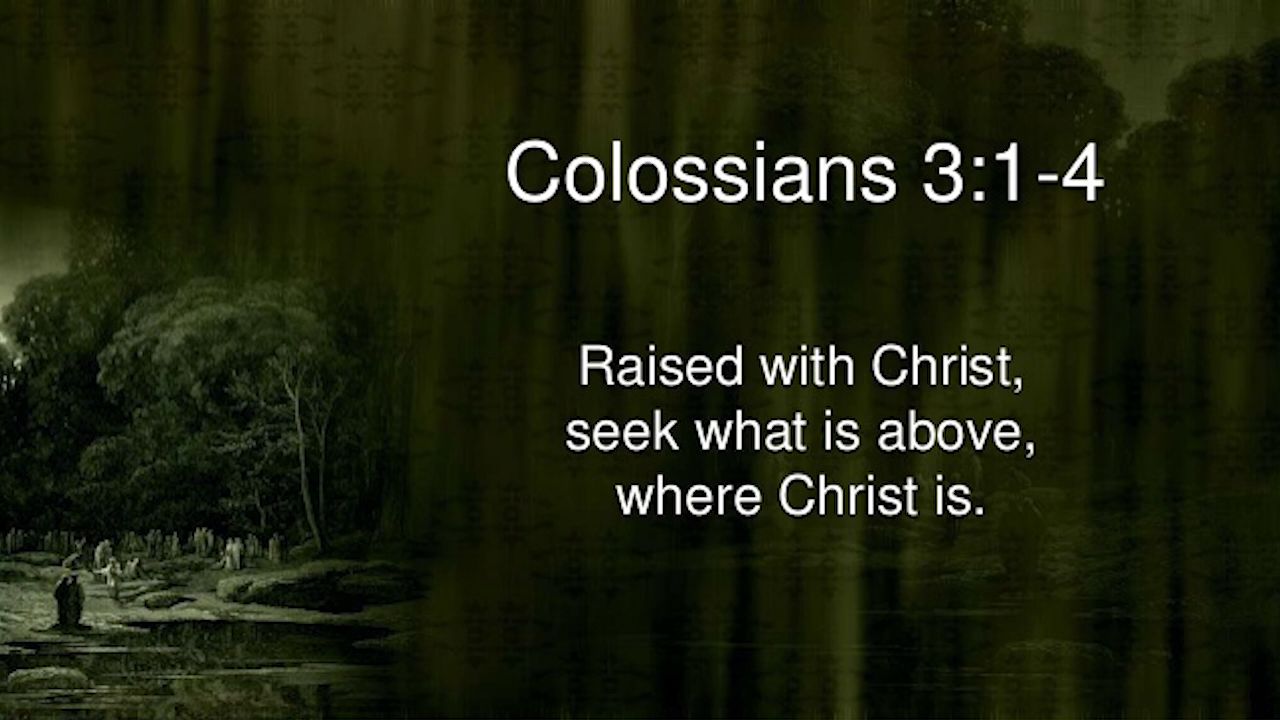 Colossians 3:1-4
Raised with Christ,
seek what is above,
where Christ is.